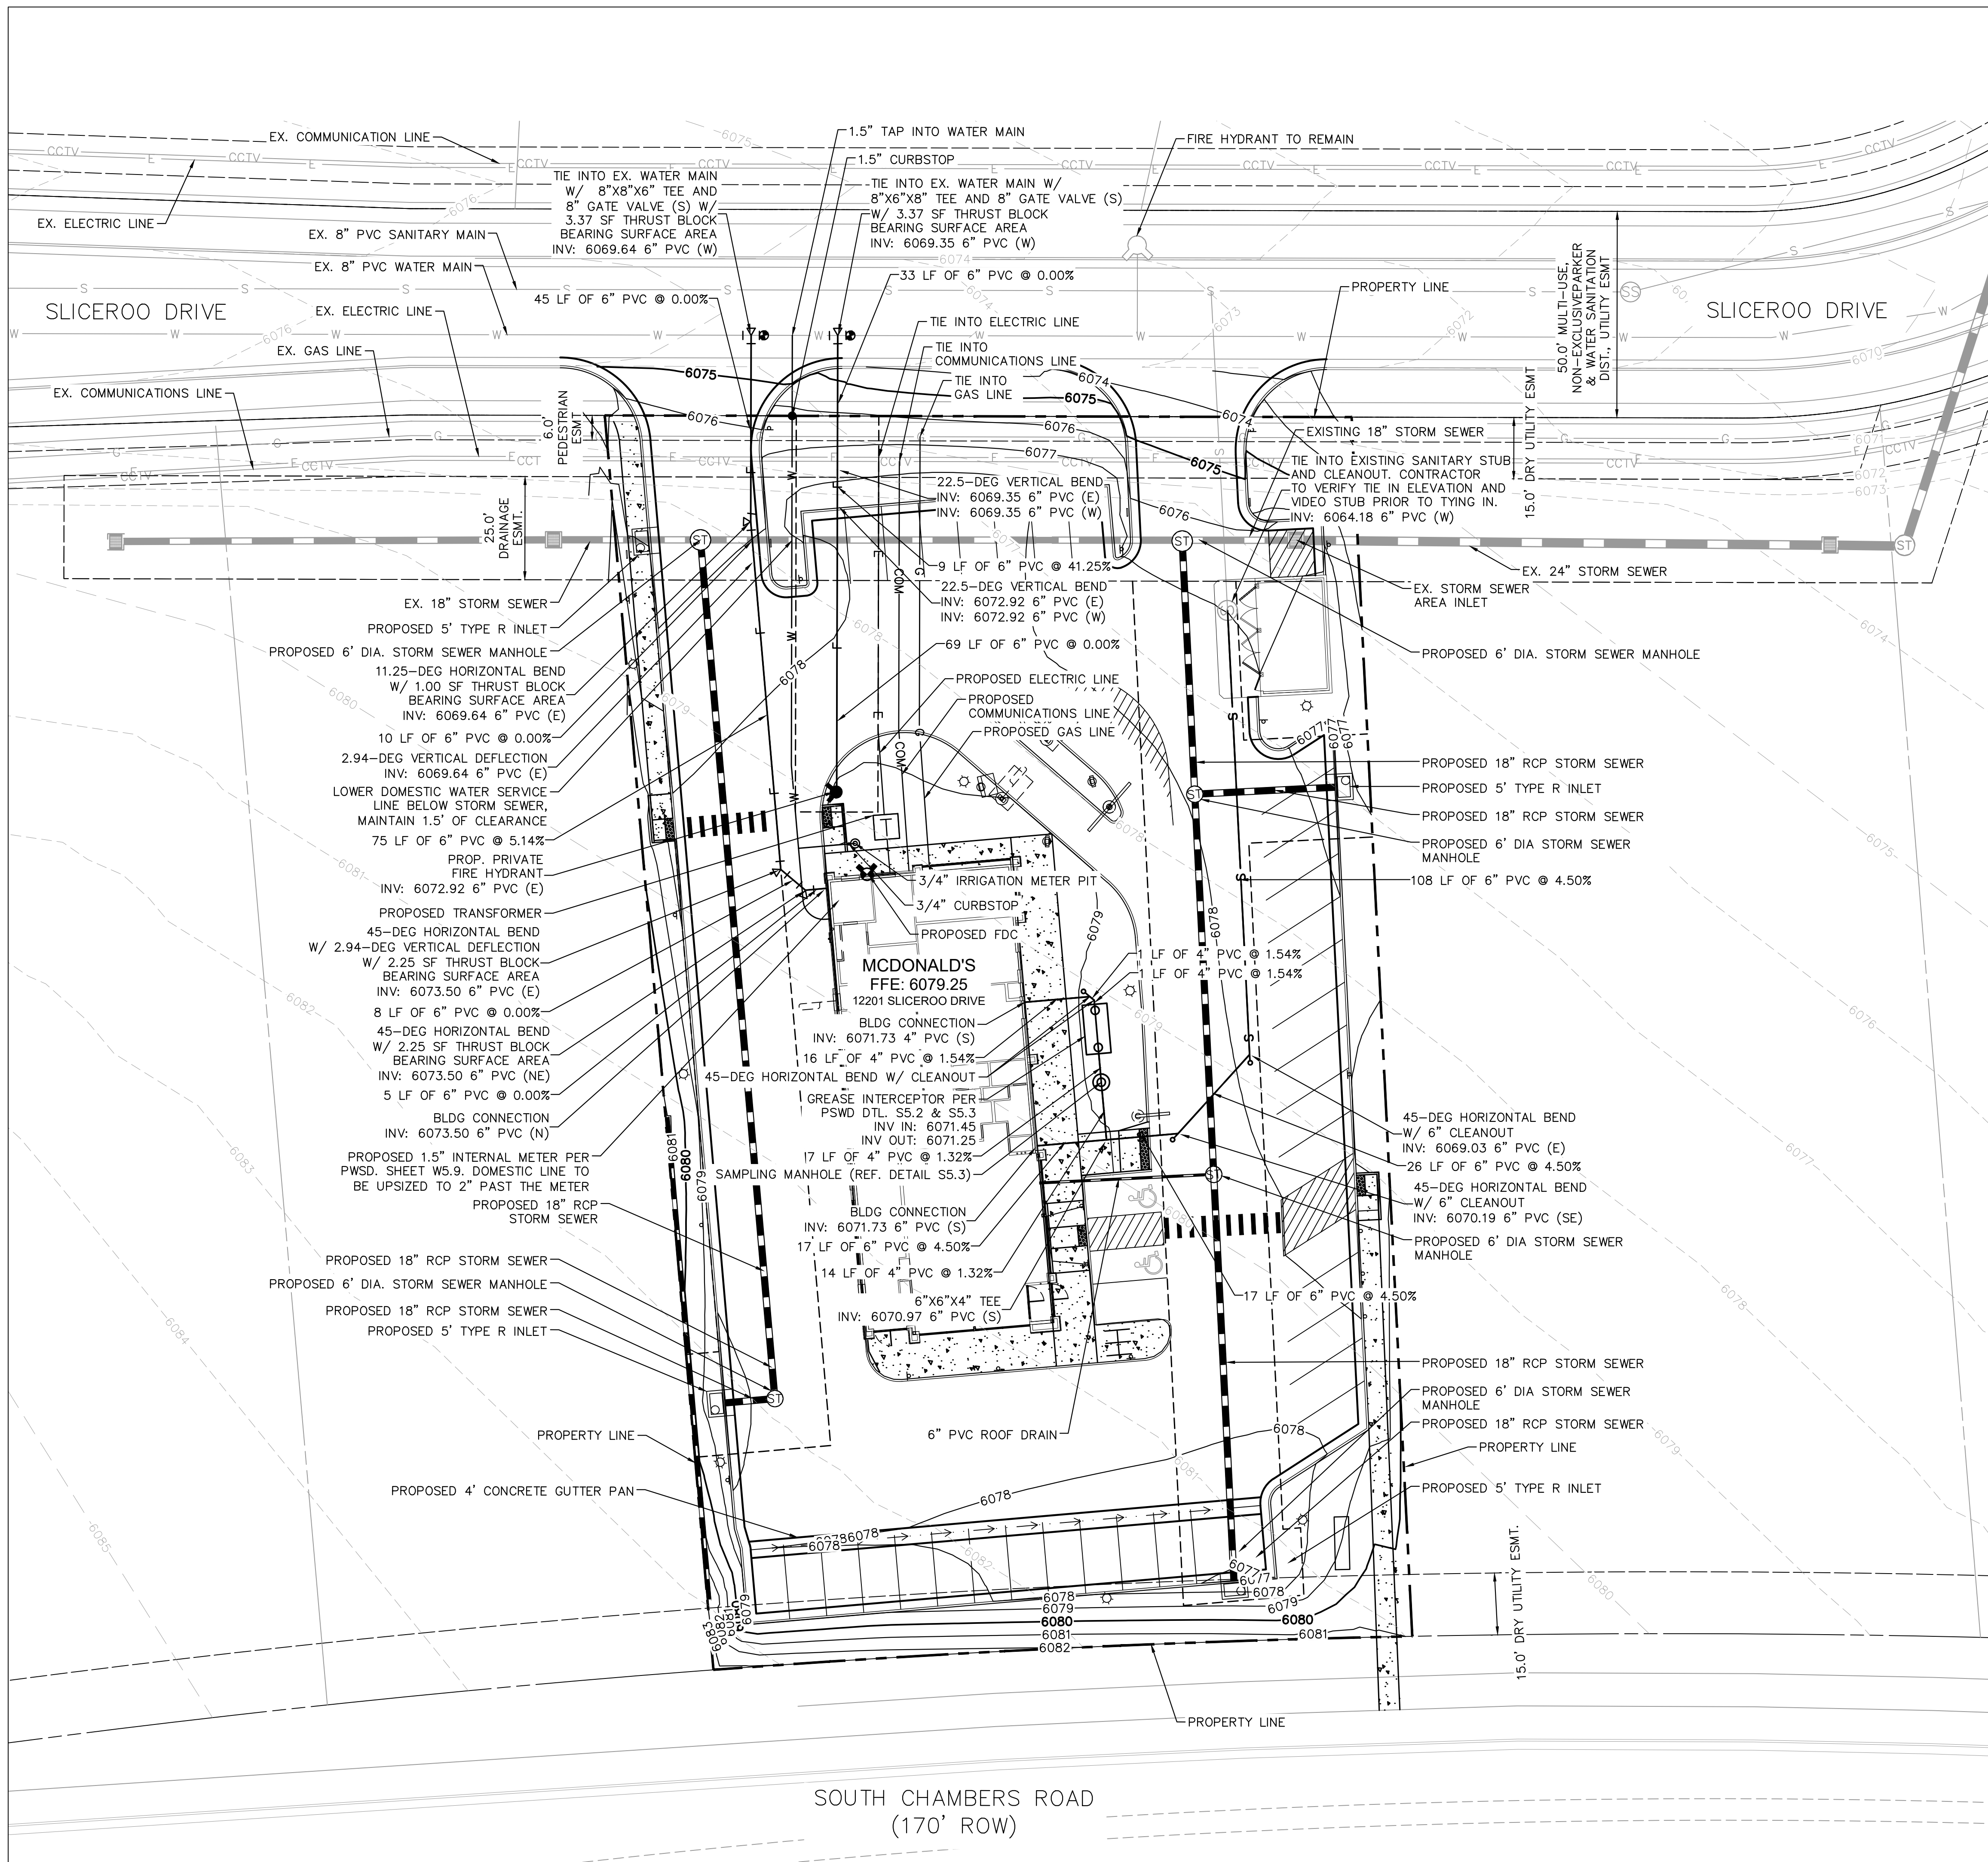 EX. COMMUNICATION LINE
1.5" TAP INTO WATER MAIN
FIRE HYDRANT TO REMAIN
1.5" CURBSTOP
TIE INTO EX. WATER MAIN
W/ 8"X8"X6" TEE AND
8" GATE VALVE (S) W/
3.37 SF THRUST BLOCK
BEARING SURFACE AREA
INV: 6069.64 6" PVC (W)
TIE INTO EX. WATER MAIN W/
8"X6"X8" TEE AND 8" GATE VALVE (S)
W/ 3.37 SF THRUST BLOCK
BEARING SURFACE AREA
INV: 6069.35 6" PVC (W)
EX. ELECTRIC LINE
EX. 8" PVC SANITARY MAIN
EX. 8" PVC WATER MAIN
33 LF OF 6" PVC @ 0.00%
45 LF OF 6" PVC @ 0.00%
PROPERTY LINE
50.0' MULTI-USE,
NON-EXCLUSIVEPARKER
& WATER SANITATION
DIST., UTILITY ESMT
SLICEROO DRIVE
SLICEROO DRIVE
EX. ELECTRIC LINE
TIE INTO ELECTRIC LINE
EX. GAS LINE
TIE INTO
COMMUNICATIONS LINE
TIE INTO
GAS LINE
EX. COMMUNICATIONS LINE
6.0'
PEDESTRIAN
ESMT
15.0' DRY UTILITY ESMT
EXISTING 18" STORM SEWER
TIE INTO EXISTING SANITARY STUB
AND CLEANOUT. CONTRACTOR
TO VERIFY TIE IN ELEVATION AND
VIDEO STUB PRIOR TO TYING IN.
INV: 6064.18 6" PVC (W)
22.5-DEG VERTICAL BEND
INV: 6069.35 6" PVC (E)
INV: 6069.35 6" PVC (W)
25.0'
DRAINAGE
ESMT.
9 LF OF 6" PVC @ 41.25%
22.5-DEG VERTICAL BEND
INV: 6072.92 6" PVC (E)
INV: 6072.92 6" PVC (W)
EX. 24" STORM SEWER
EX. STORM SEWER
AREA INLET
EX. 18" STORM SEWER
PROPOSED 5' TYPE R INLET
PROPOSED 6' DIA. STORM SEWER MANHOLE
69 LF OF 6" PVC @ 0.00%
PROPOSED 6' DIA. STORM SEWER MANHOLE
11.25-DEG HORIZONTAL BEND
W/ 1.00 SF THRUST BLOCK
BEARING SURFACE AREA
INV: 6069.64 6" PVC (E)
PROPOSED ELECTRIC LINE
PROPOSED
COMMUNICATIONS LINE
PROPOSED GAS LINE
10 LF OF 6" PVC @ 0.00%
2.94-DEG VERTICAL DEFLECTION
INV: 6069.64 6" PVC (E)
LOWER DOMESTIC WATER SERVICE
LINE BELOW STORM SEWER,
MAINTAIN 1.5' OF CLEARANCE
75 LF OF 6" PVC @ 5.14%
PROP. PRIVATE
FIRE HYDRANT
INV: 6072.92 6" PVC (E)
PROPOSED 18" RCP STORM SEWER
PROPOSED 5' TYPE R INLET
PROPOSED 18" RCP STORM SEWER
PROPOSED 6' DIA STORM SEWER
MANHOLE
108 LF OF 6" PVC @ 4.50%
3/4" IRRIGATION METER PIT
3/4" CURBSTOP
PROPOSED FDC
PROPOSED TRANSFORMER
45-DEG HORIZONTAL BEND
W/ 2.94-DEG VERTICAL DEFLECTION
W/ 2.25 SF THRUST BLOCK
BEARING SURFACE AREA
INV: 6073.50 6" PVC (E)
8 LF OF 6" PVC @ 0.00%
45-DEG HORIZONTAL BEND
W/ 2.25 SF THRUST BLOCK
BEARING SURFACE AREA
INV: 6073.50 6" PVC (NE)
5 LF OF 6" PVC @ 0.00%
BLDG CONNECTION
INV: 6073.50 6" PVC (N)
PROPOSED 1.5" INTERNAL METER PER
PWSD. SHEET W5.9. DOMESTIC LINE TO
BE UPSIZED TO 2" PAST THE METER
MCDONALD'S
FFE: 6079.25
12201 SLICEROO DRIVE
1 LF OF 4" PVC @ 1.54%
1 LF OF 4" PVC @ 1.54%
BLDG CONNECTION
INV: 6071.73 4" PVC (S)
16 LF OF 4" PVC @ 1.54%
45-DEG HORIZONTAL BEND W/ CLEANOUT
GREASE INTERCEPTOR PER
PSWD DTL. S5.2 & S5.3
INV IN: 6071.45
INV OUT: 6071.25
17 LF OF 4" PVC @ 1.32%
SAMPLING MANHOLE (REF. DETAIL S5.3)
BLDG CONNECTION
INV: 6071.73 6" PVC (S)
17 LF OF 6" PVC @ 4.50%
14 LF OF 4" PVC @ 1.32%
6"X6"X4" TEE
INV: 6070.97 6" PVC (S)
45-DEG HORIZONTAL BEND
W/ 6" CLEANOUT
INV: 6069.03 6" PVC (E)
26 LF OF 6" PVC @ 4.50%
45-DEG HORIZONTAL BEND
W/ 6" CLEANOUT
INV: 6070.19 6" PVC (SE)
PROPOSED 6' DIA STORM SEWER
MANHOLE
17 LF OF 6" PVC @ 4.50%
PROPOSED 18" RCP
STORM SEWER
PROPOSED 18" RCP STORM SEWER
PROPOSED 6' DIA. STORM SEWER MANHOLE
PROPOSED 18" RCP STORM SEWER
PROPOSED 5' TYPE R INLET
PROPOSED 18" RCP STORM SEWER
PROPOSED 6' DIA STORM SEWER
MANHOLE
PROPOSED 18" RCP STORM SEWER
PROPERTY LINE
PROPOSED 5' TYPE R INLET
6" PVC ROOF DRAIN
PROPERTY LINE
PROPOSED 4' CONCRETE GUTTER PAN
15.0' DRY UTILITY ESMT.
6078
6079
6080
6081
6082
PROPERTY LINE
SOUTH CHAMBERS ROAD
(170' ROW)